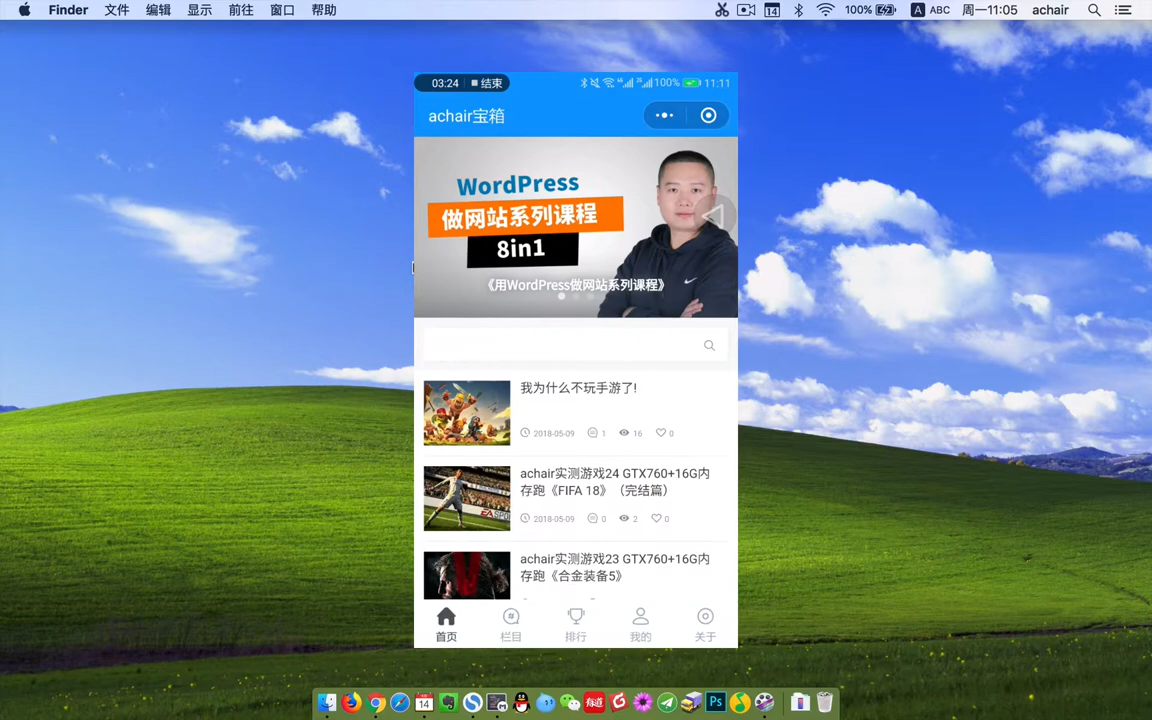 Finder 文件 编辑 显示 前往 窗口 帮助 14 100% A ABC 周一11:05 achair
03:24 结束 100% 11:11
achair宝箱
WordPress
做网站系列课程
8in1
《用WordPress做网站系列课程》
我为什么不玩手游了!
2018-05-09 1 16 0
achair实测游戏24 GTX760+16G内
存跑《FIFA 18》（完结篇）
EA SPO
2018-05-09 0 2 0
achair实测游戏23 GTX760+16G内
存跑《合金装备5》
首页 栏目 排行 我的 关于
14 有道 Ps